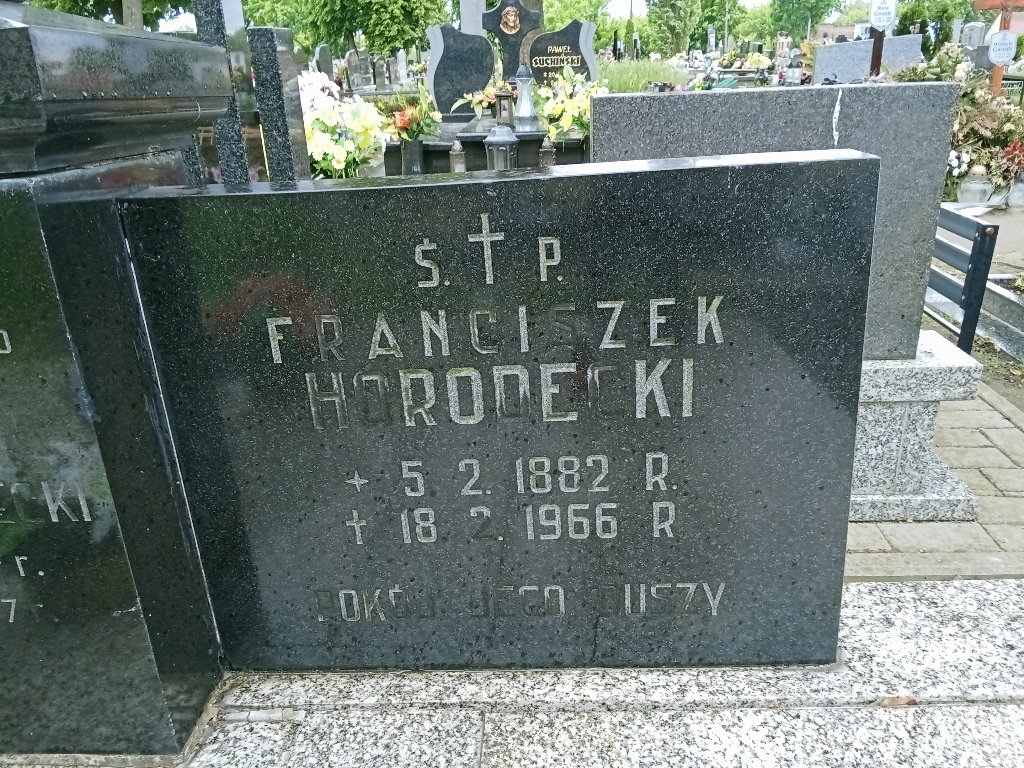 Ś. P.
FRANCISZEK
HORODECKI
5. 2. 1882 R.
18. 2. 1966 R
POKÓJ JEGO DUSZY
PAWEŁ
SUCHIŃSKI